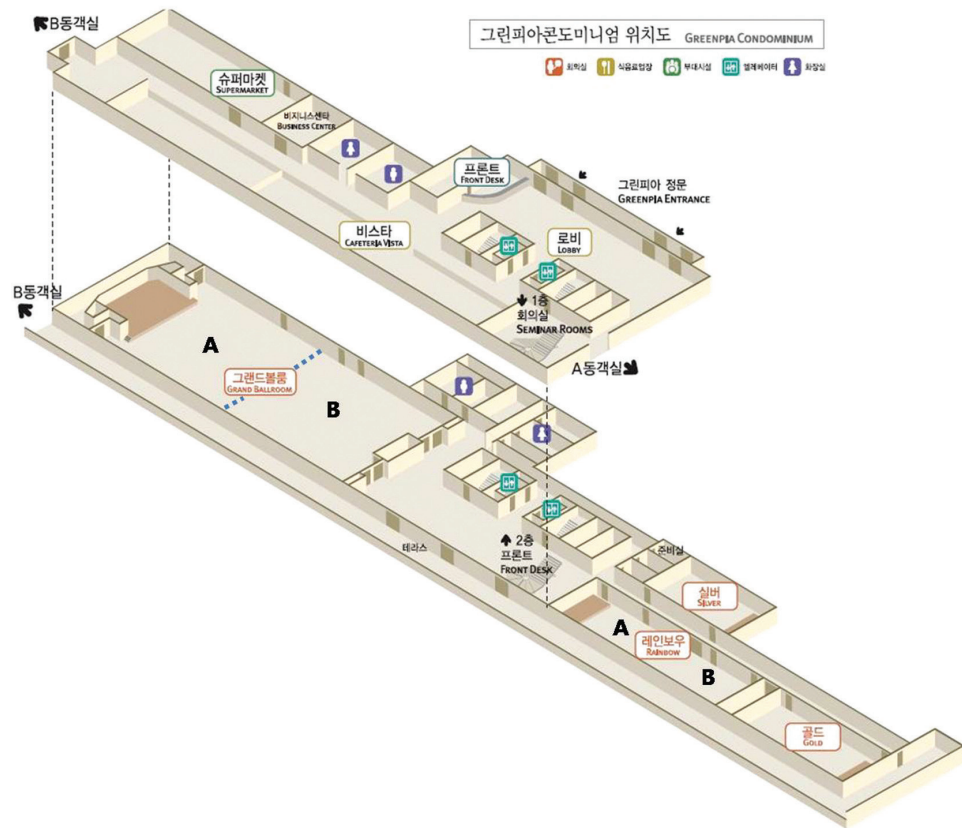 B동객실
그린피아콘도미니엄 위치도 GREENPIA CONDOMINIUM
회의실 식음료업장 부대시설 엘레베이터 화장실
슈퍼마켓
SUPERMARKET
비지니스센타
BUSINESS CENTER
프론트
FRONT DESK
그린피아 정문
GREENPIA ENTRANCE
비스타
CAFETERIA VISTA
로비
LOBBY
1층
회의실
SEMINAR ROOMS
A동객실
B동객실
A
그랜드볼룸
GRAND BALLROOM
B
2층
프론트
FRONT DESK
테라스
준비실
실버
SILVER
A
레인보우
RAINBOW
B
골드
GOLD